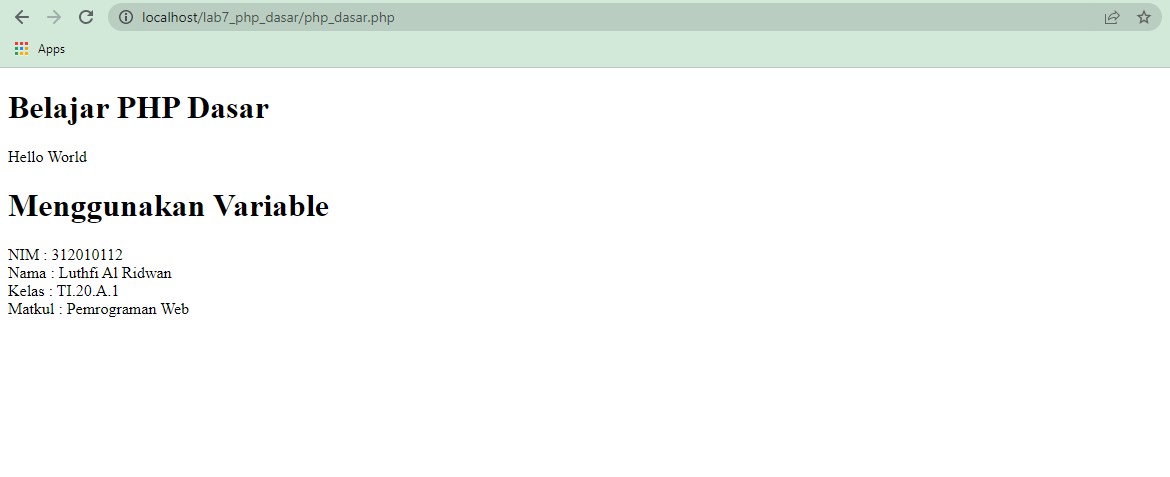 localhost/lab7_php_dasar/php_dasar.php
Apps
Belajar PHP Dasar
Hello World
Menggunakan Variable
NIM : 312010112
Nama : Luthfi Al Ridwan
Kelas : TI.20.A.1
Matkul : Pemrograman Web